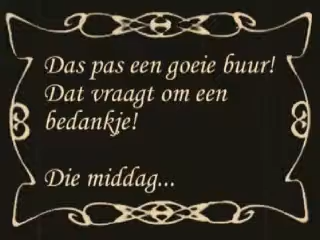 Das pas een goeie buur!
Dat vraagt om een
bedankje!
Die middag...